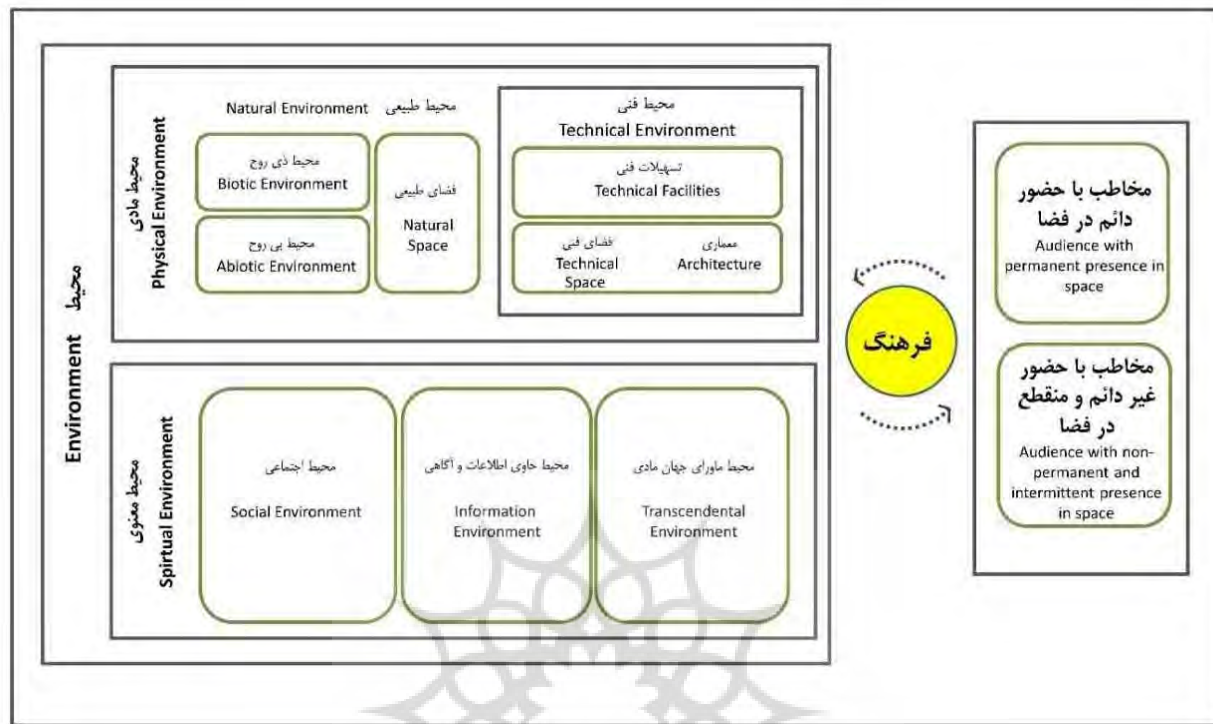 محیط
Environment
محیط مادی
Physical Environment
Natural Environment محیط طبیعی
محیط ذی روح
Biotic Environment
محیط بی روح
Abiotic Environment
فضای طبیعی
Natural
Space
محیط فنی
Technical Environment
تسهیلات فنی
Technical Facilities
فضای فنی
Technical
Space
معماری
Architecture
محیط معنوی
Spirtual Environment
محیط اجتماعی
Social Environment
محیط حاوی اطلاعات و آگاهی
Information
Environment
محیط ماورای جهان مادی
Transcendental
Environment
فرهنگ
مخاطب با حضور
دائم در فضا
Audience with
permanent presence in
space
مخاطب با حضور
غیر دائم و منقطع
در فضا
Audience with non-
permanent and
intermittent presence
in space